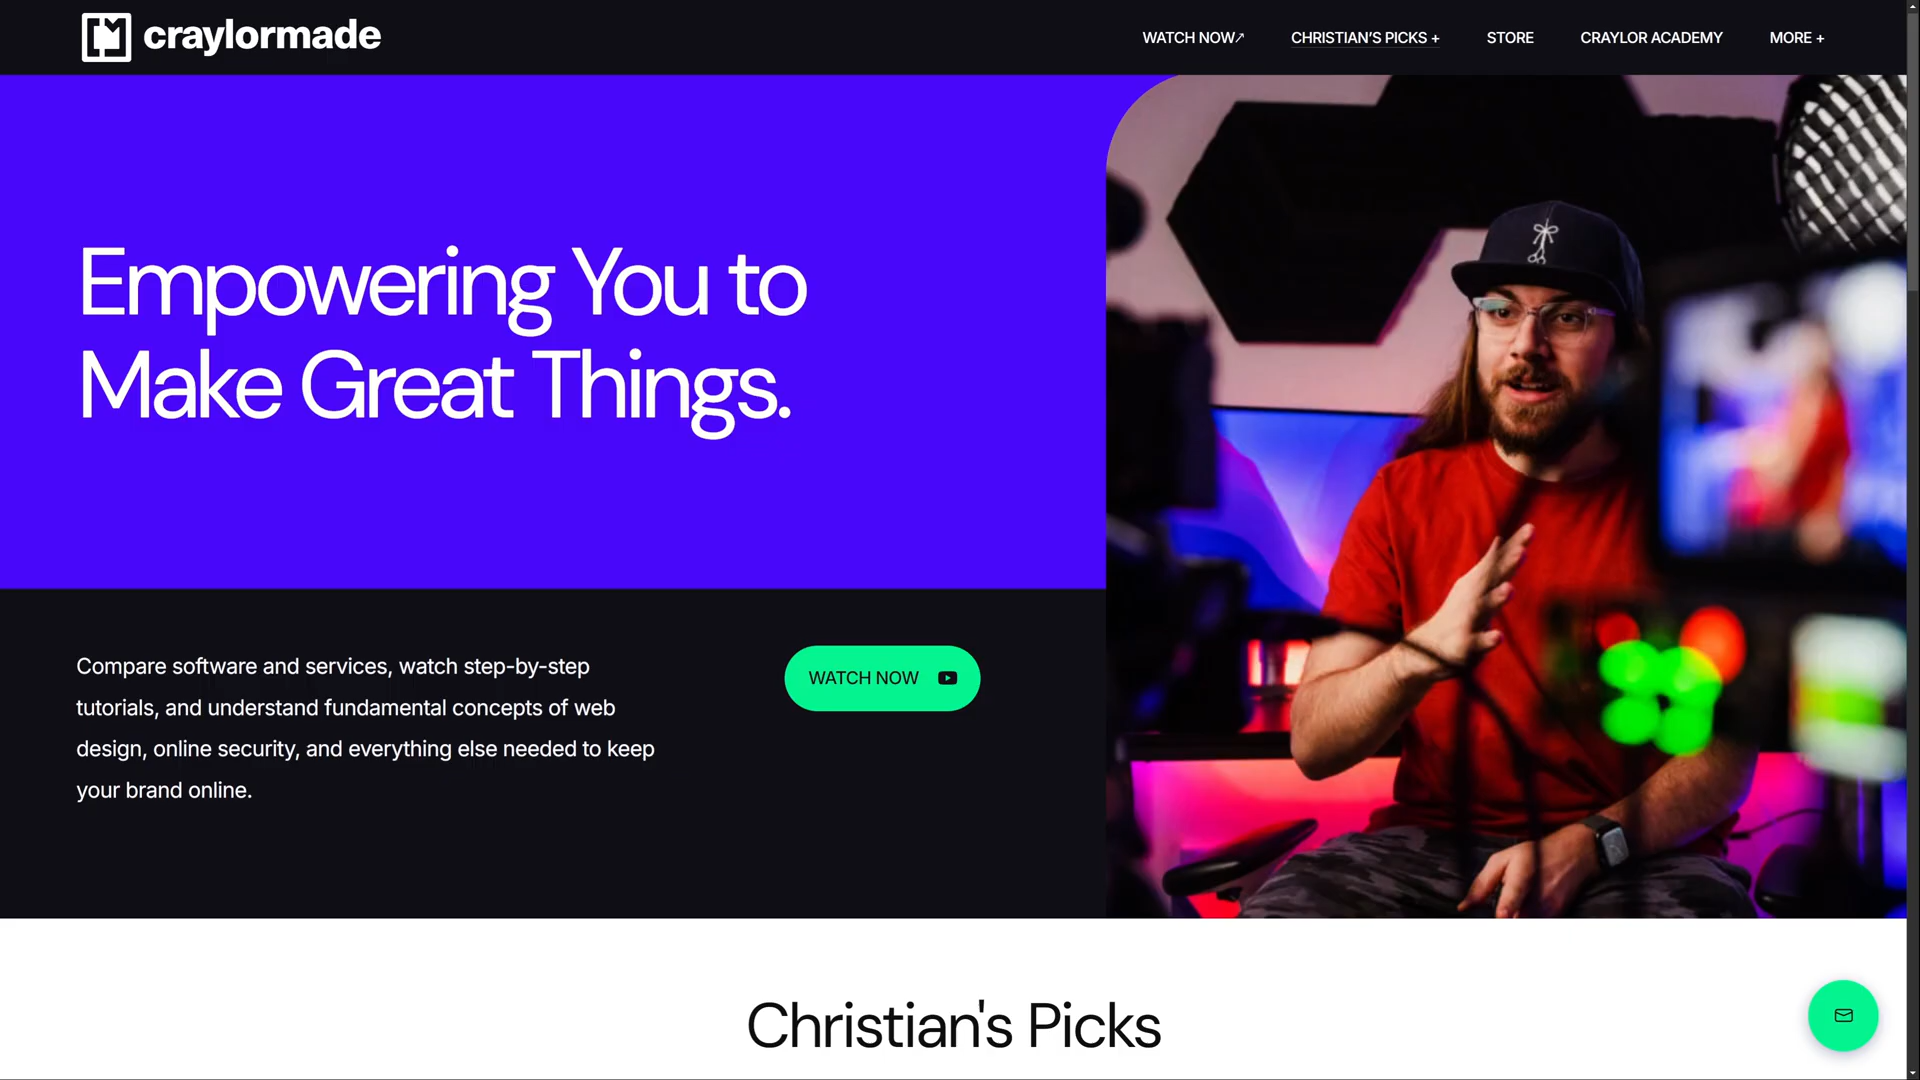 craylormade
WATCH NOW↗
CHRISTIAN’S PICKS +
STORE
CRAYLOR ACADEMY
MORE +
Empowering You to
Make Great Things.
Compare software and services, watch step-by-step
tutorials, and understand fundamental concepts of web
design, online security, and everything else needed to keep
your brand online.
WATCH NOW
Christian's Picks